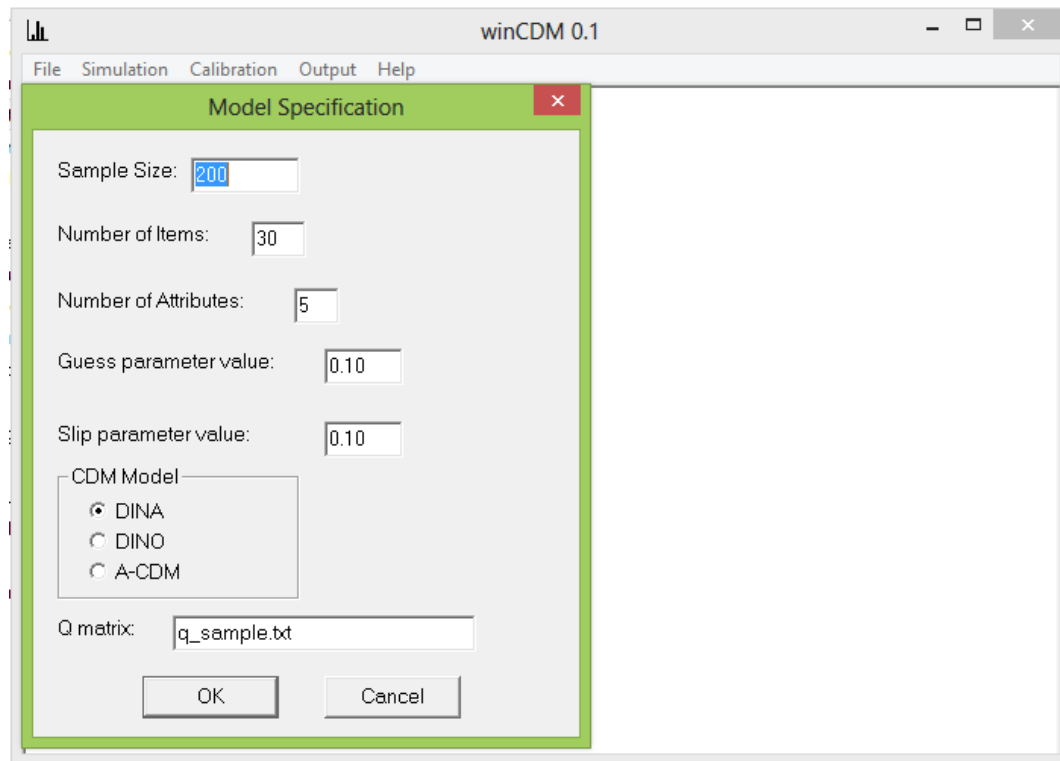 winCDM 0.1
File Simulation Calibration Output Help
Model Specification
Sample Size: 200
Number of Items: 30
Number of Attributes: 5
Guess parameter value: 0.10
Slip parameter value: 0.10
CDM Model
DINA
DINO
A-CDM
Q matrix: q_sample.txt
OK Cancel